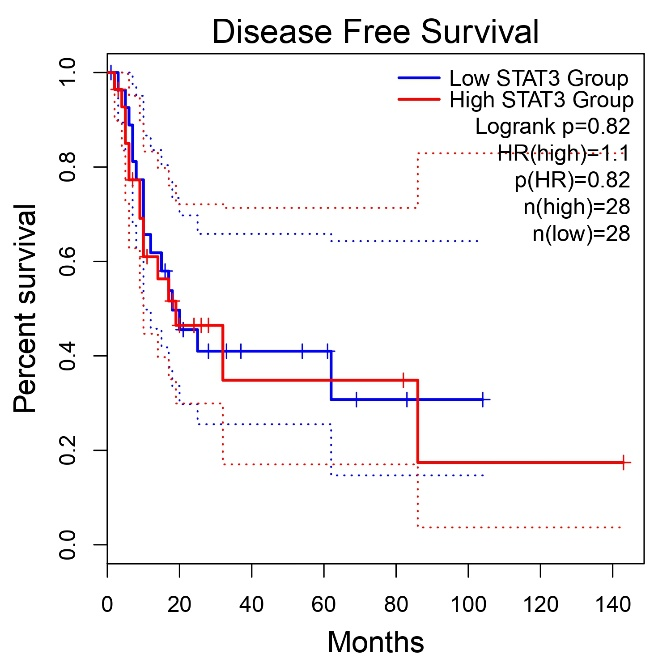 Disease Free Survival
Low STAT3 Group
High STAT3 Group
Logrank p=0.82
HR(high)=1.1
p(HR)=0.82
n(high)=28
n(low)=28
Percent survival
1.0
0.8
0.6
0.4
0.2
0.0
0 20 40 60 80 100 120 140
Months